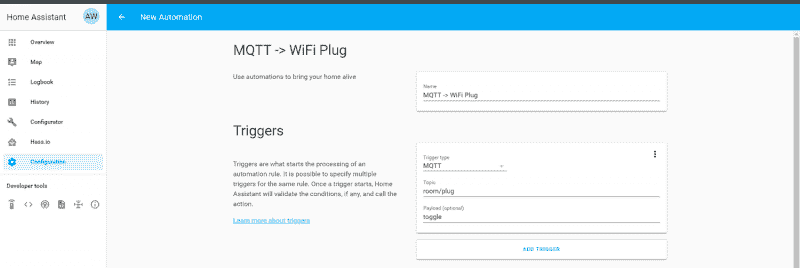 Home Assistant
AW
New Automation
Overview
Map
Logbook
History
Configurator
Hass.io
Configuration
Developer tools
MQTT -> WiFi Plug
Use automations to bring your home alive
Name
MQTT -> WiFi Plug
Triggers
Triggers are what starts the processing of an
automation rule. It is possible to specify multiple
triggers for the same rule. Once a trigger starts, Home
Assistant will validate the conditions, if any, and call the
action.
Learn more about triggers
Trigger type
MQTT
Topic
room/plug
Payload (optional)
toggle
ADD TRIGGER